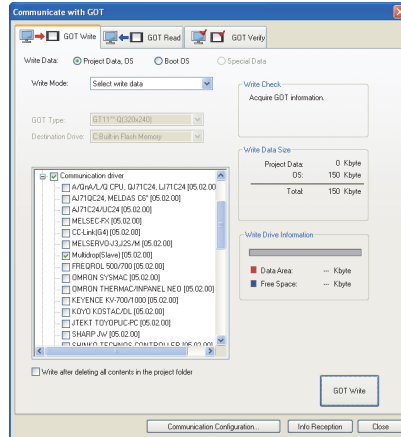 Communicate with GOT
GOT Write GOT Read GOT Verify
Write Data: Project Data, OS Boot OS Special Data
Write Mode: Select write data
GOT Type: GT11**-Q(320x240)
Destination Drive: C:Built-in Flash Memory
Write Check
Acquire GOT information.
Write Data Size
Project Data: 0 Kbyte
OS: 150 Kbyte
Total: 150 Kbyte
Write Drive Information
Data Area: --- Kbyte
Free Space: --- Kbyte
Communication driver
A/QnA/L/Q CPU, QJ71C24, LJ71C24 [05.02.00
AJ71QC24, MELDAS C6* [05.02.00]
AJ71C24/UC24 [05.02.00]
MELSEC-FX [05.02.00]
CC-Link(G4) [05.02.00]
MELSERVO-J3,J2S/M [05.02.00]
Multidrop(Slave) [05.02.00]
FREQROL 500/700 [05.02.00]
OMRON SYSMAC [05.02.00]
OMRON THERMAC/INPANEL NEO [05.02.00]
KEYENCE KV-700/1000 [05.02.00]
KOYO KOSTAC/DL [05.02.00]
JTEKT TOYOPUC-PC [05.02.00]
SHARP JW [05.02.00]
SHINKO TECHNOS CONTROLLER [05.02.00]
Write after deleting all contents in the project folder
GOT Write
Communication Configuration... Info Reception Close